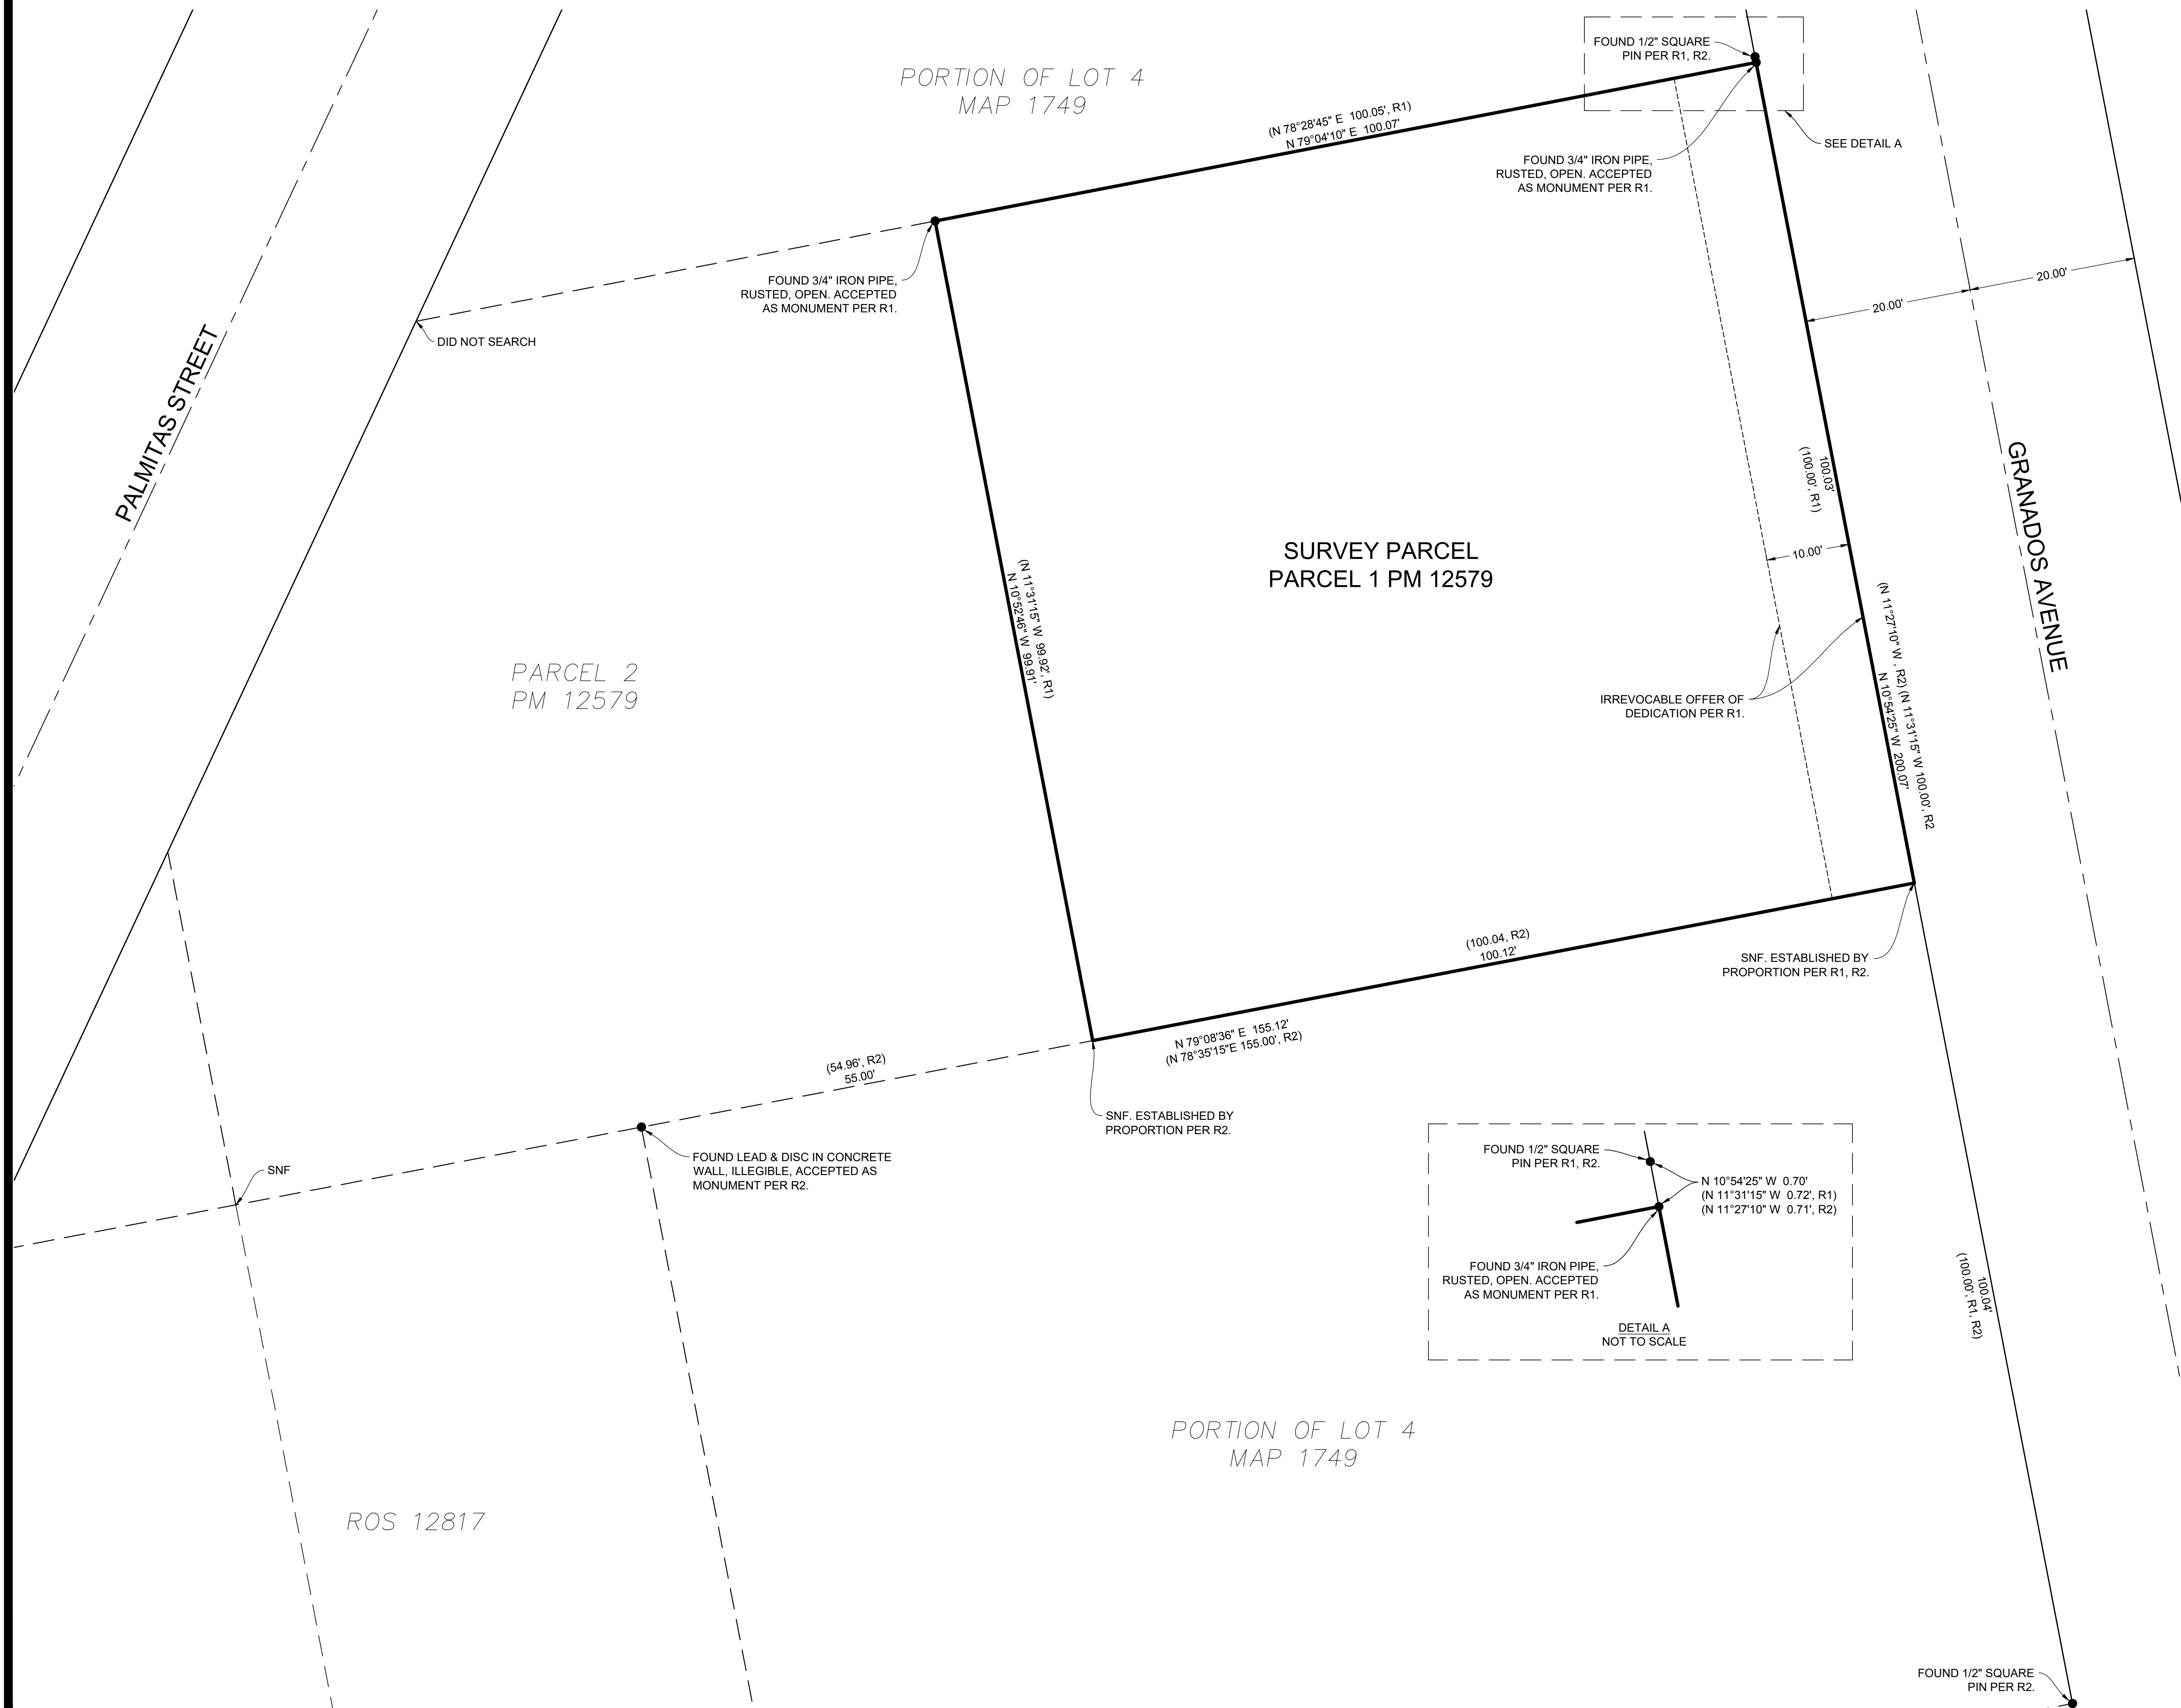 FOUND 1/2" SQUARE
PIN PER R1, R2.
PORTION OF LOT 4
MAP 1749
(N 78°28'45" E 100.05', R1)
N 79°04'10" E 100.07'
SEE DETAIL A
FOUND 3/4" IRON PIPE,
RUSTED, OPEN. ACCEPTED
AS MONUMENT PER R1.
FOUND 3/4" IRON PIPE,
RUSTED, OPEN. ACCEPTED
AS MONUMENT PER R1.
20.00'
20.00'
DID NOT SEARCH
PALMITAS STREET
100.03'
(100.00', R1)
GRANADOS AVENUE
SURVEY PARCEL
PARCEL 1 PM 12579
10.00'
(N 11°31'15" W 99.92', R1)
N 10°52'46" W 99.91'
(N 11°27'10" W , R2) (N 11°31'15" W 100.00', R2
N 10°54'25" W 200.07'
PARCEL 2
PM 12579
IRREVOCABLE OFFER OF
DEDICATION PER R1.
(100.04, R2)
100.12'
SNF. ESTABLISHED BY
PROPORTION PER R1, R2.
N 79°08'36" E 155.12'
(N 78°35'15"E 155.00', R2)
(54.96', R2)
55.00'
SNF. ESTABLISHED BY
PROPORTION PER R2.
FOUND LEAD & DISC IN CONCRETE
WALL, ILLEGIBLE, ACCEPTED AS
MONUMENT PER R2.
SNF
FOUND 1/2" SQUARE
PIN PER R1, R2.
N 10°54'25" W 0.70'
(N 11°31'15" W 0.72', R1)
(N 11°27'10" W 0.71', R2)
FOUND 3/4" IRON PIPE,
RUSTED, OPEN. ACCEPTED
AS MONUMENT PER R1.
DETAIL A
NOT TO SCALE
100.04'
(100.00', R1, R2)
PORTION OF LOT 4
MAP 1749
ROS 12817
FOUND 1/2" SQUARE
PIN PER R2.